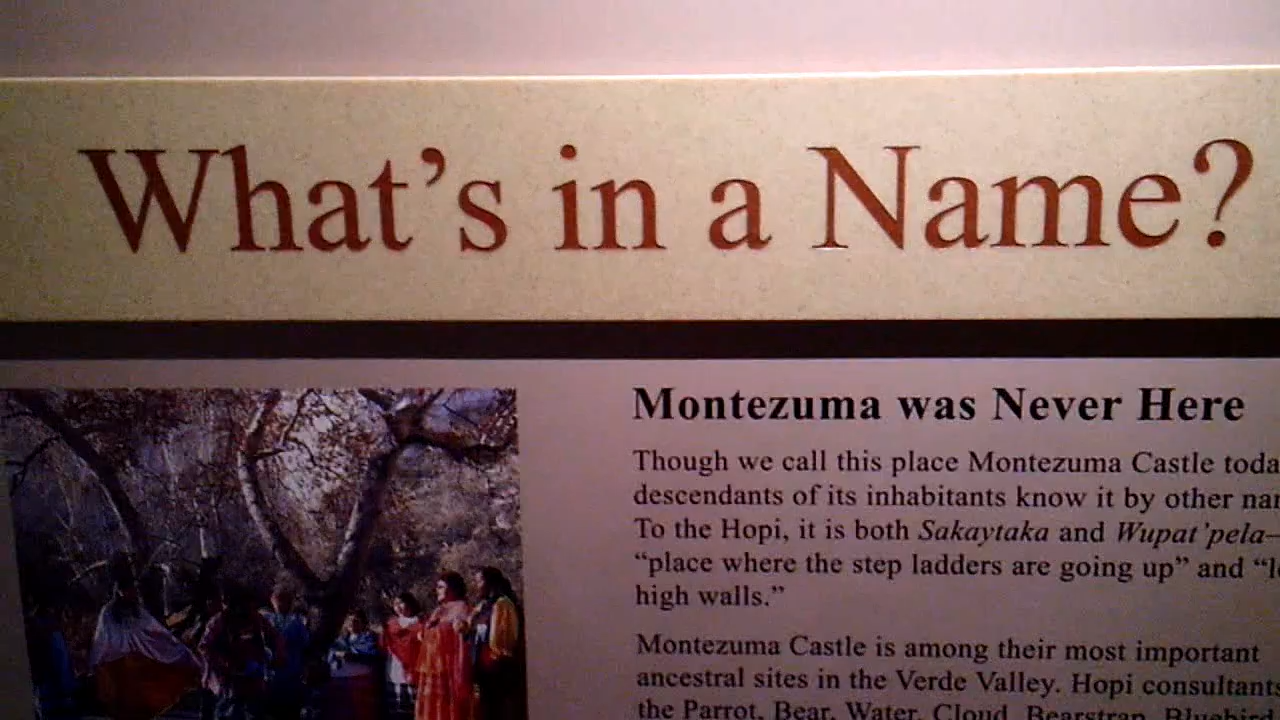 What's in a Name?
Montezuma was Never Here
Though we call this place Montezuma Castle
descendants of its inhabitants know it by other
To the Hopi, it is both Sakaytaka and Wupat'pela—
"place where the step ladders are going up" and
high walls."
Montezuma Castle is among their most important
ancestral sites in the Verde Valley. Hopi consultants
the Parrot, Bear, Water, Cloud, Bearstrap, Bluebird